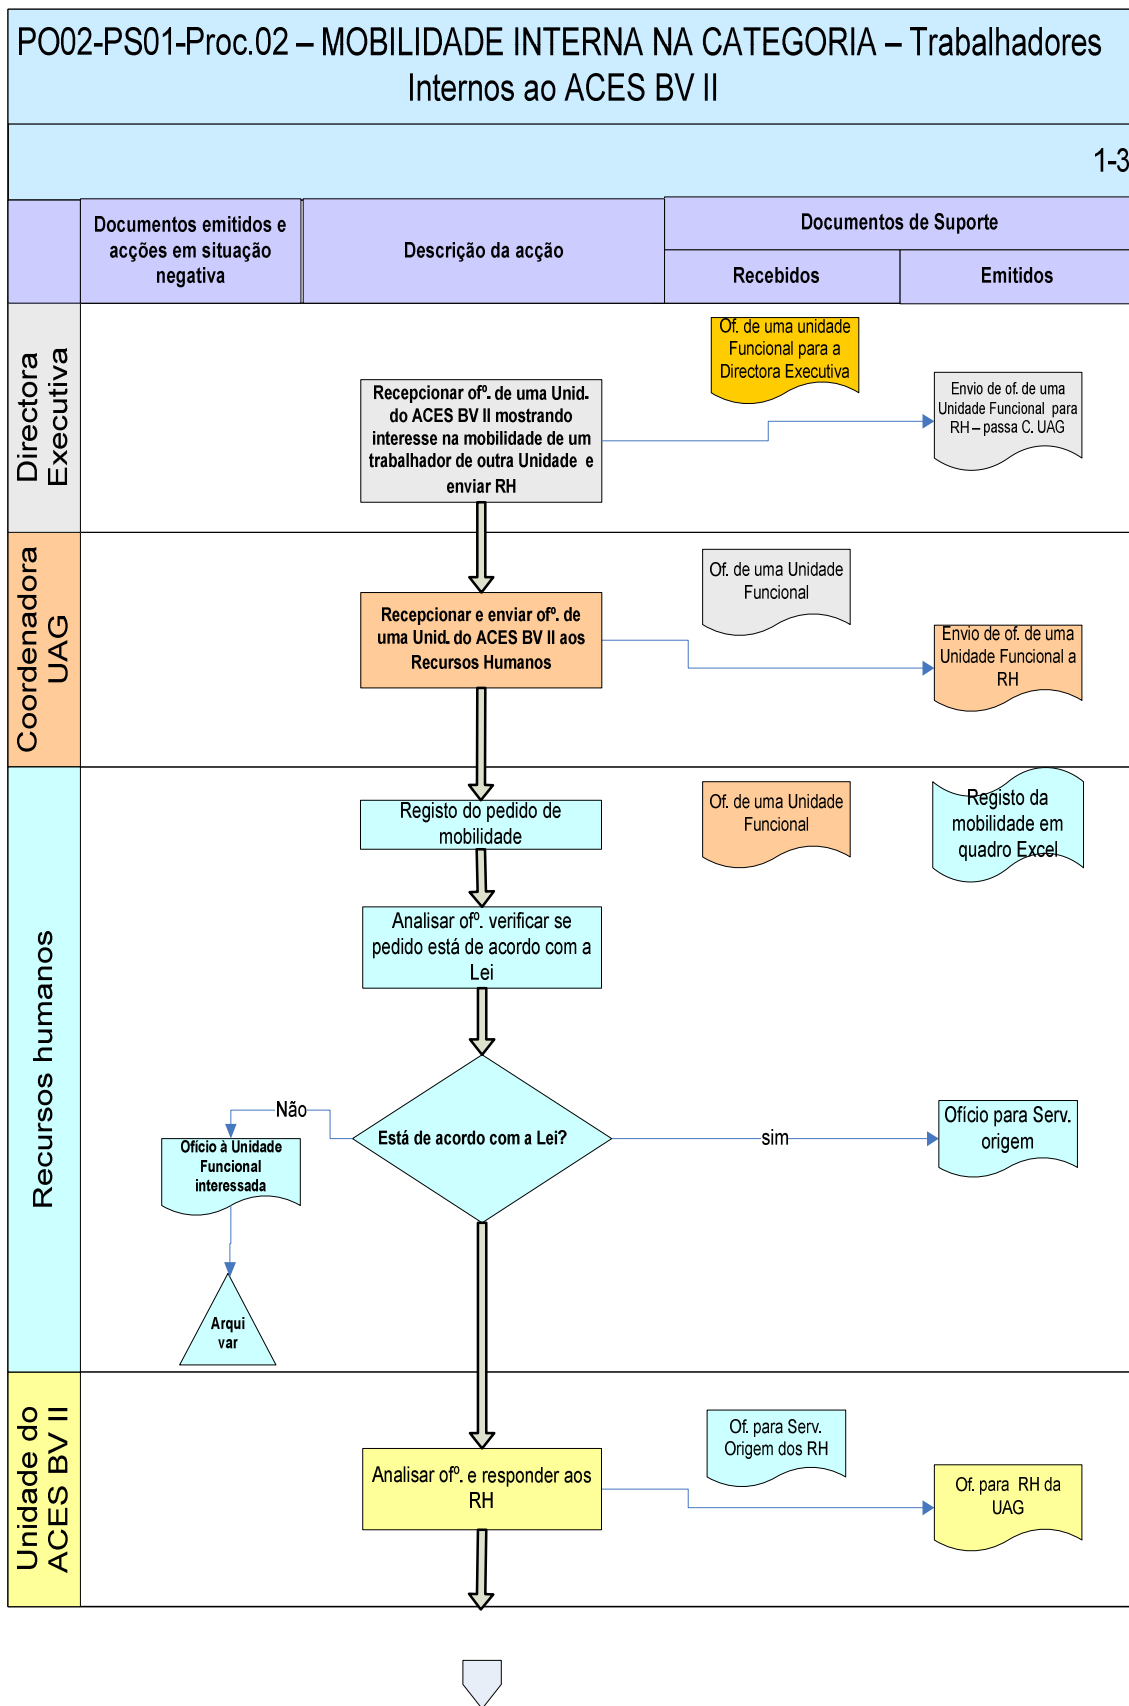 PO02-PS01-Proc.02 – MOBILIDADE INTERNA NA CATEGORIA – Trabalhadores
Internos ao ACES BV II
1-3
Documentos emitidos e
acções em situação
negativa
Descrição da acção
Documentos de Suporte
Recebidos
Emitidos
Directora
Executiva
Recepcionar ofº. de uma Unid.
do ACES BV II mostrando
interesse na mobilidade de um
trabalhador de outra Unidade e
enviar RH
Of. de uma unidade
Funcional para a
Directora Executiva
Envio de of. de uma
Unidade Funcional para
RH – passa C. UAG
Coordenadora
UAG
Recepcionar e enviar ofº. de
uma Unid. do ACES BV II aos
Recursos Humanos
Of. de uma Unidade
Funcional
Envio de of. de uma
Unidade Funcional a
RH
Recursos humanos
Registo do pedido de
mobilidade
Of. de uma Unidade
Funcional
Registo da
mobilidade em
quadro Excel
Analisar ofº. verificar se
pedido está de acordo com a
Lei
Não
Está de acordo com a Lei?
sim
Ofício para Serv.
origem
Ofício à Unidade
Funcional
interessada
Arqui
var
Unidade do
ACES BV II
Analisar ofº. e responder aos
RH
Of. para Serv.
Origem dos RH
Of. para RH da
UAG